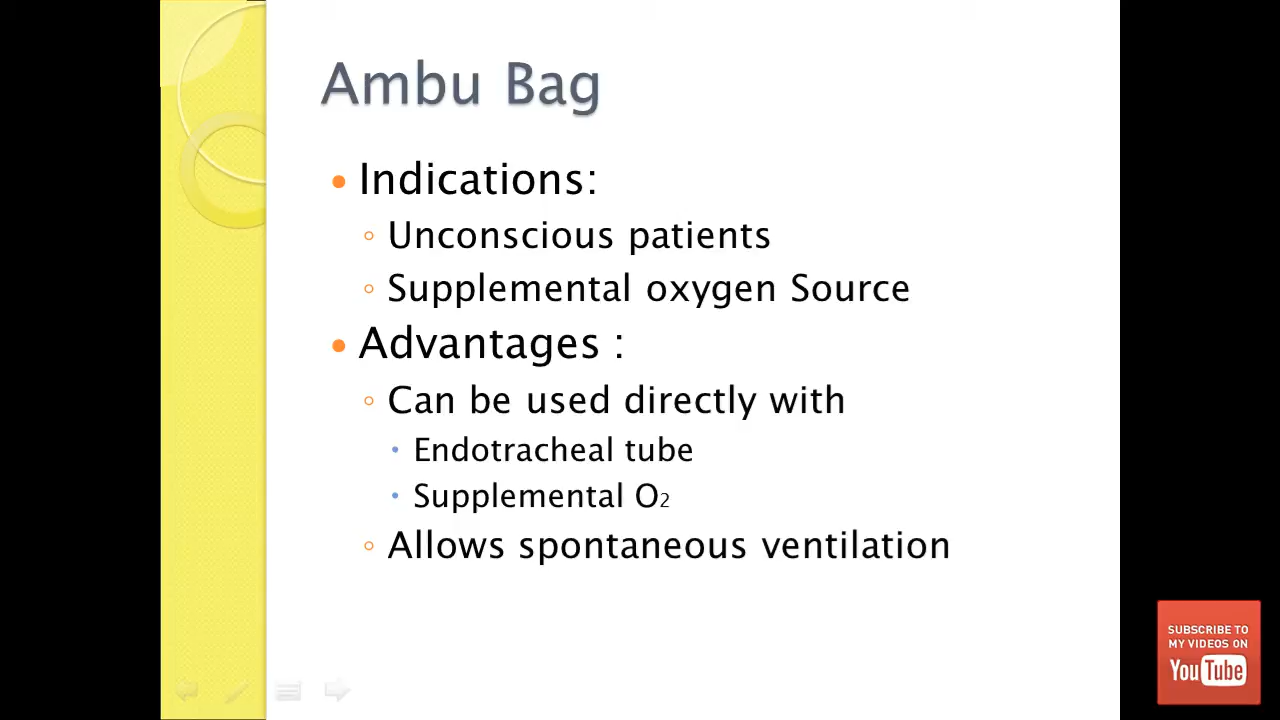 Ambu Bag
• Indications:
◦ Unconscious patients
◦ Supplemental oxygen Source
• Advantages :
◦ Can be used directly with
• Endotracheal tube
• Supplemental O₂
◦ Allows spontaneous ventilation
SUBSCRIBE TO
MY VIDEOS ON
YouTube